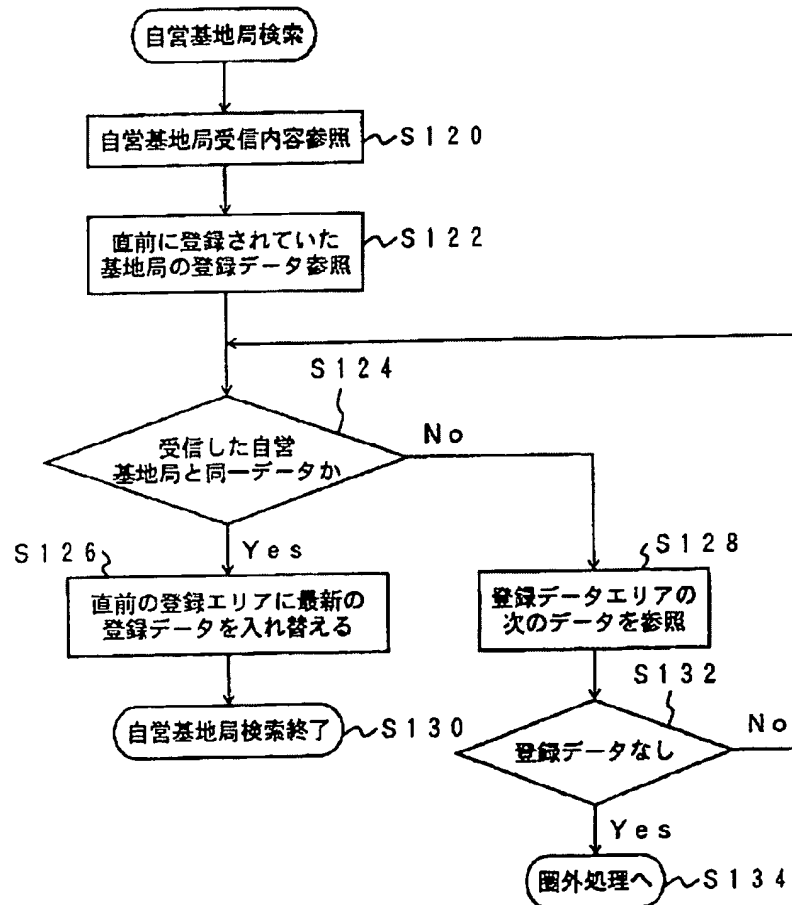 自営基地局検索
自営基地局受信内容参照
S120
直前に登録されていた
基地局の登録データ参照
S122
S124
受信した自営
基地局と同一データか
No
Yes
S126
直前の登録エリアに最新の
登録データを入れ替える
S128
登録データエリアの
次のデータを参照
自営基地局検索終了
S130
S132
登録データなし
No
Yes
圏外処理へ
S134